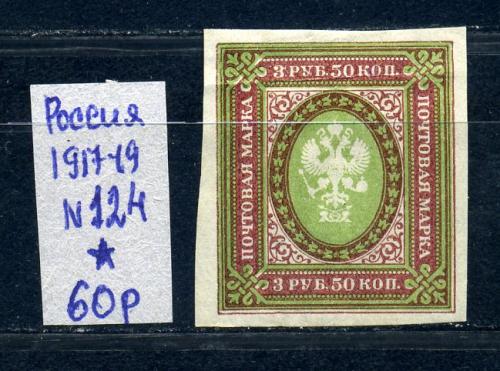 Россия
1917-19
N 124
★
60р
3 РУБ. 50 КОП.
ПОЧТОВАЯ МАРКА
ПОЧТОВАЯ МАРКА
3 РУБ. 50 КОП.